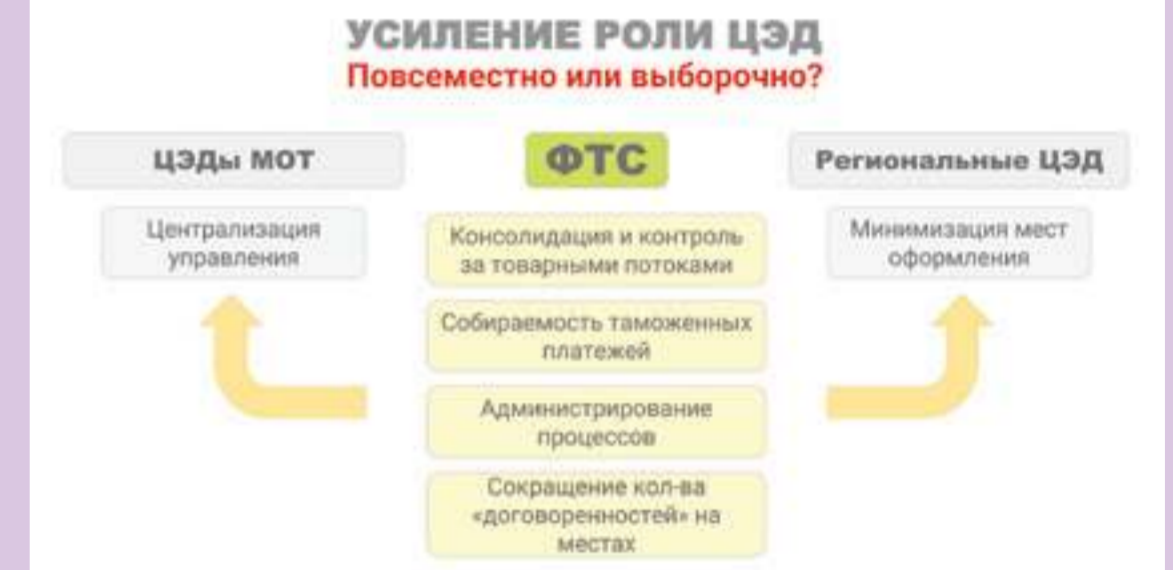 УСИЛЕНИЕ РОЛИ ЦЭД
Повсеместно или выборочно?
ЦЭДы МОТ
ФТС
Региональные ЦЭД
Централизация
управления
Консолидация и контроль
за товарными потоками
Минимизация мест
оформления
Собираемость таможенных
платежей
Администрирование
процессов
Сокращение кол-ва
«договоренностей» на
местах